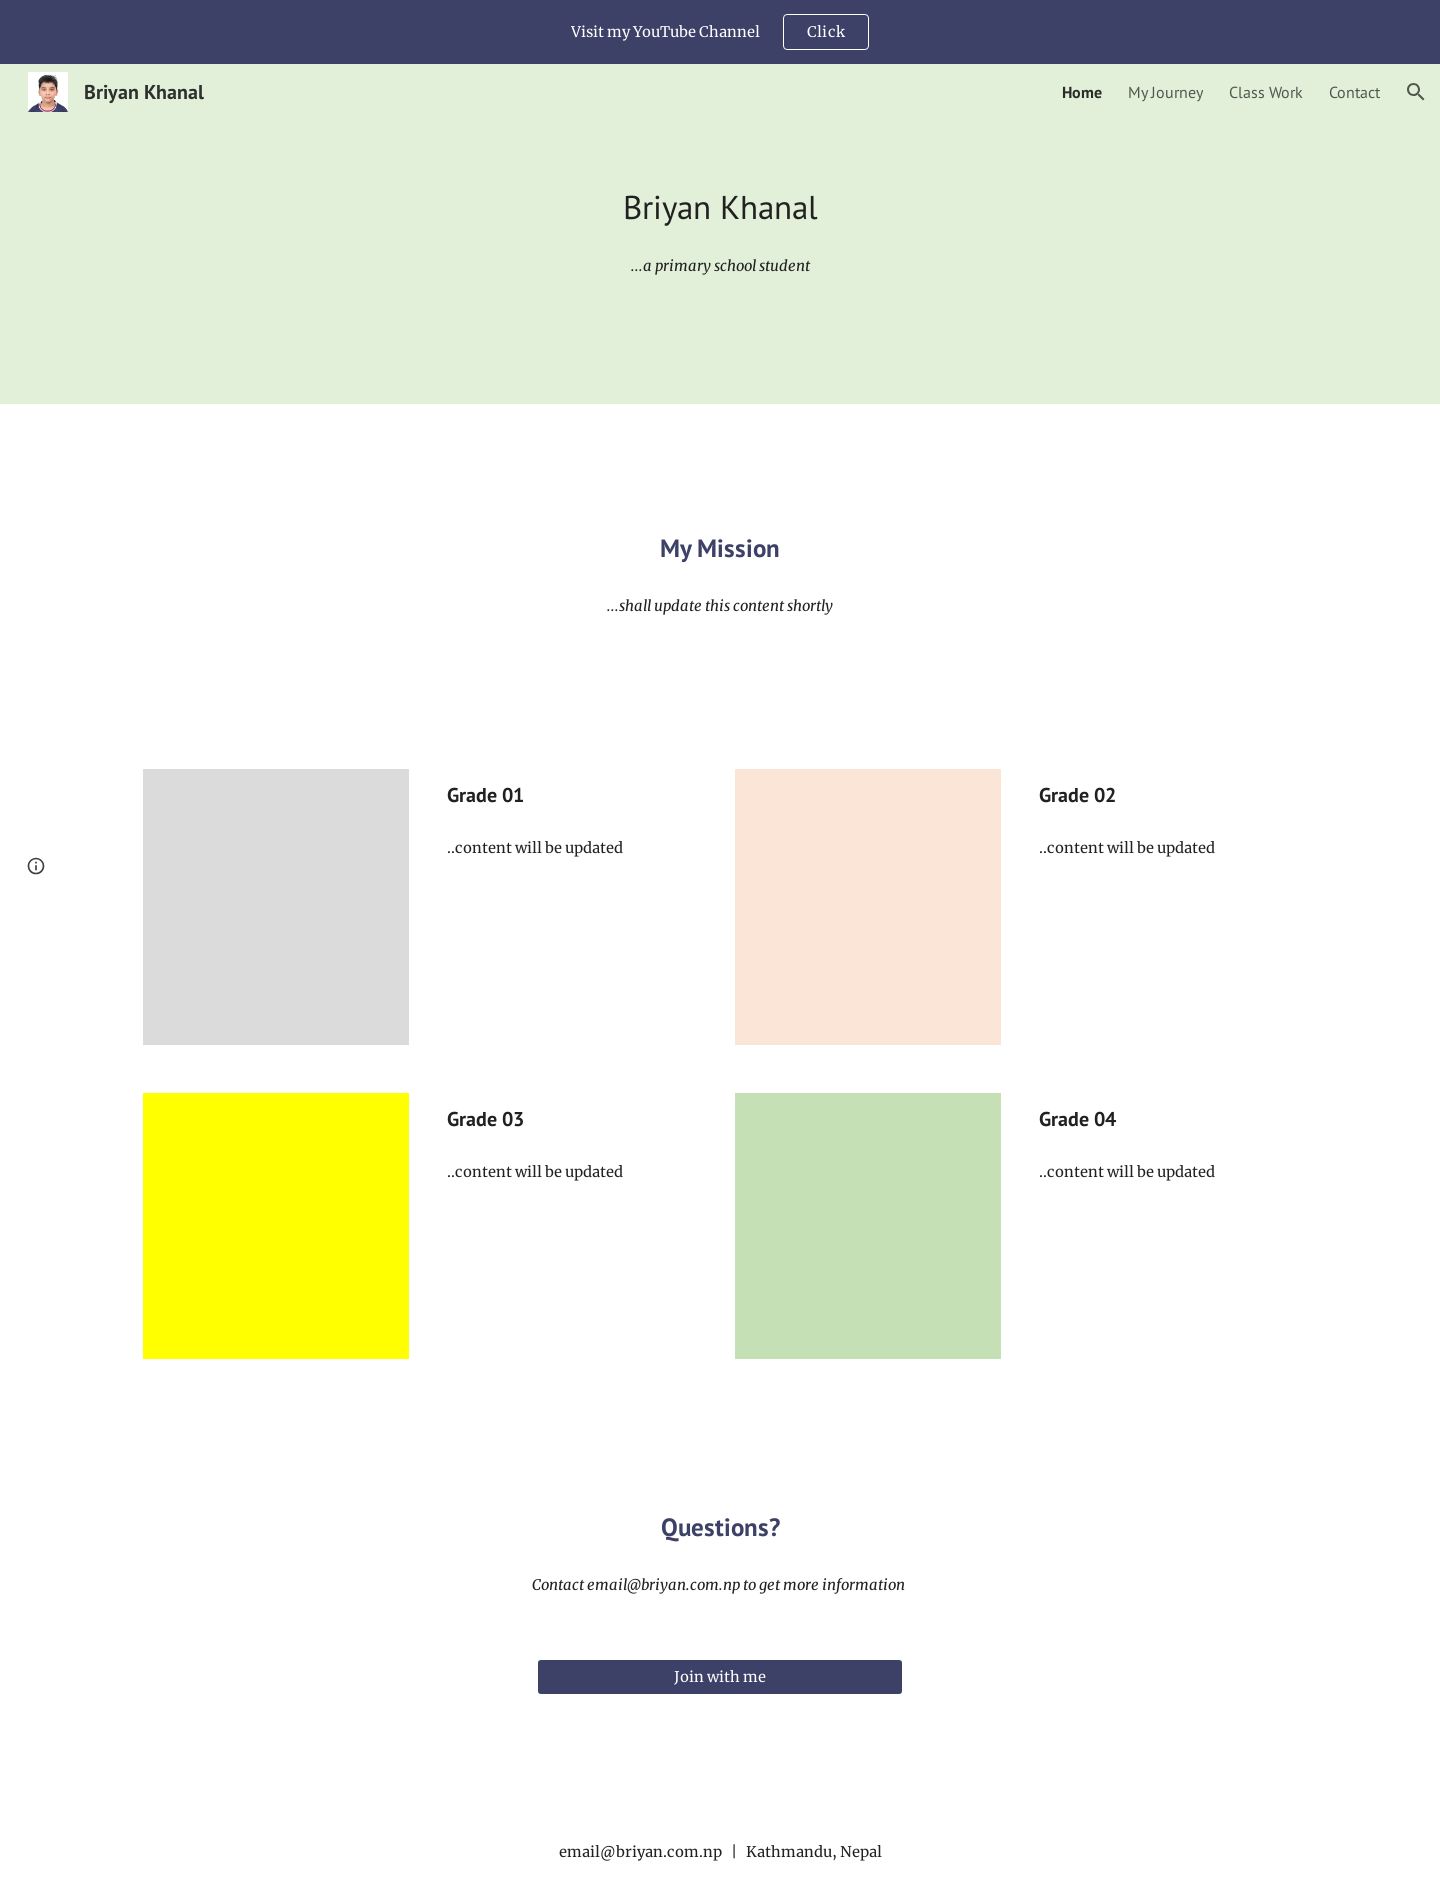 Visit my YouTube Channel
Click
Briyan Khanal
Home
My Journey
Class Work
Contact
Briyan Khanal
...a primary school student
My Mission
...shall update this content shortly
Grade 01
..content will be updated
Grade 02
..content will be updated
Grade 03
..content will be updated
Grade 04
..content will be updated
Questions?
Contact email@briyan.com.np to get more information
Join with me
email@briyan.com.np | Kathmandu, Nepal